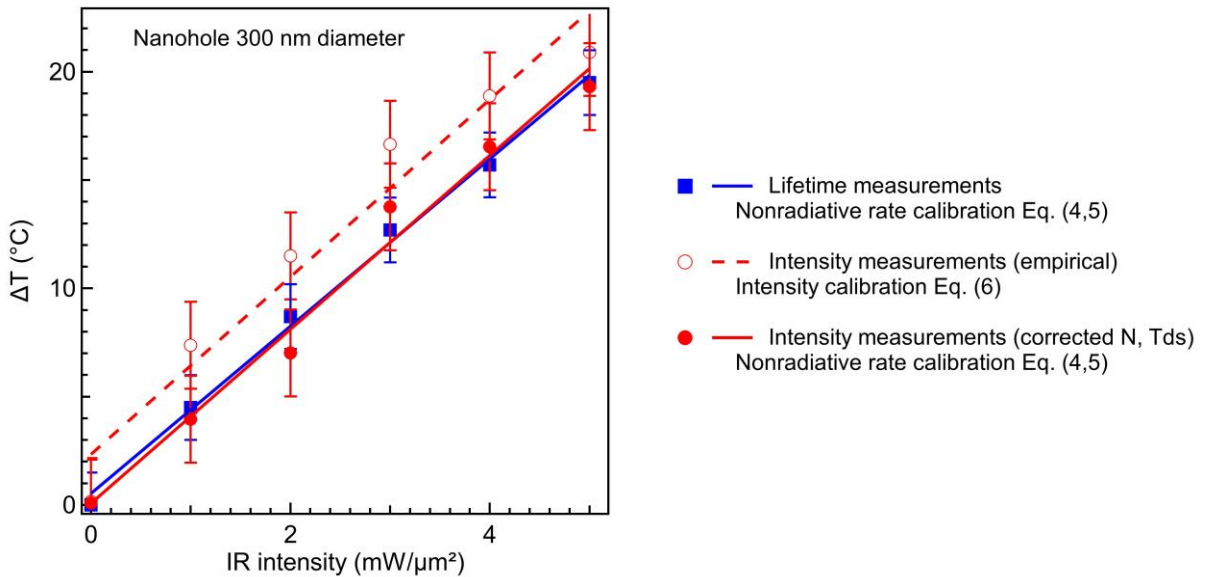 Nanohole 300 nm diameter
20
10
0
ΔT (°C)
0
2
4
IR intensity (mW/µm²)
Lifetime measurements
Nonradiative rate calibration Eq. (4,5)
Intensity measurements (empirical)
Intensity calibration Eq. (6)
Intensity measurements (corrected N, Tds)
Nonradiative rate calibration Eq. (4,5)